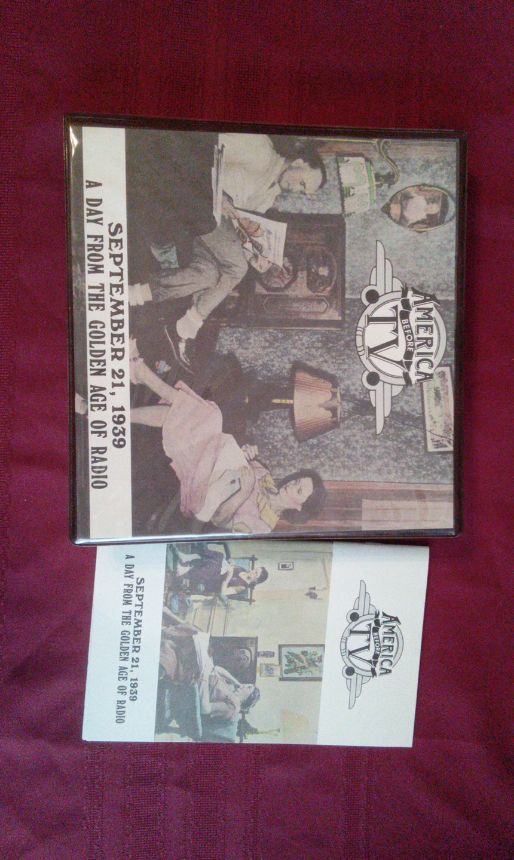 AMERICA
BEFORE
TV
SEPTEMBER 21, 1939
A DAY FROM THE GOLDEN AGE OF RADIO
AMERICA
BEFORE
TV
SEPTEMBER 21, 1939
A DAY FROM THE GOLDEN AGE OF RADIO